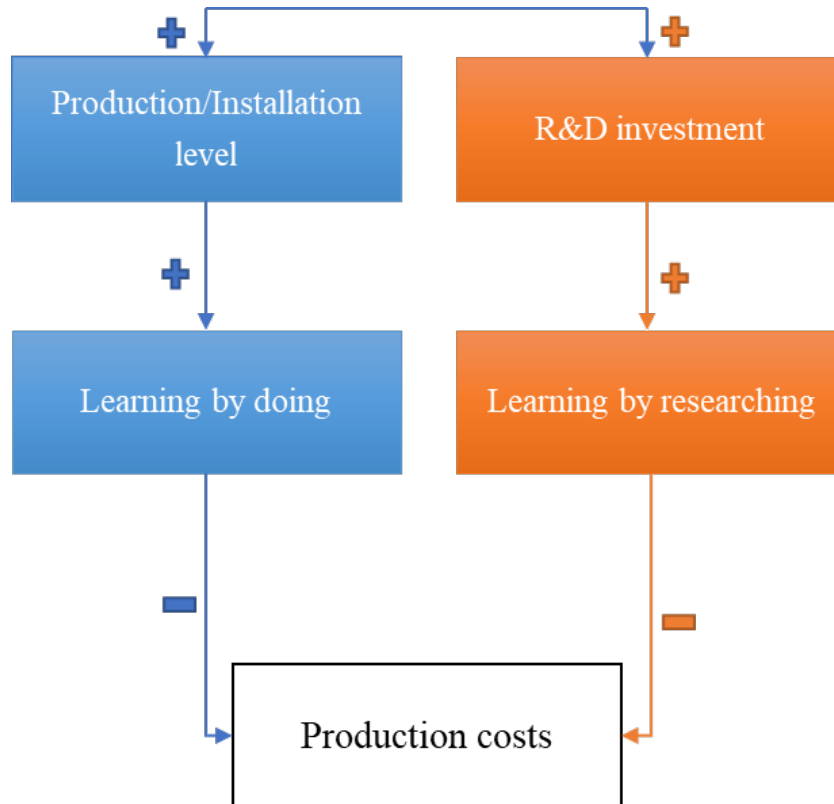 Production/Installation
level
R&D investment
Learning by doing
Learning by researching
Production costs